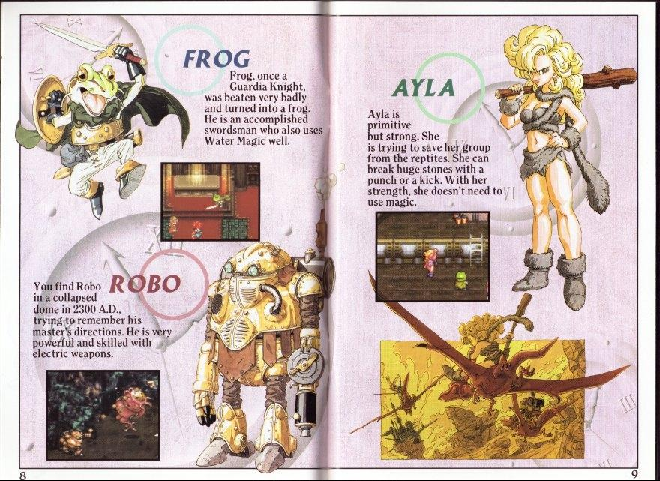 FROG
Frog, once a
Guardia Knight,
was beaten very badly
and turned into a frog.
He is an accomplished
swordsman who also uses
Water Magic well.
ROBO
You find Robo
in a collapsed
dome in 2300 A.D.,
trying to remember his
master's directions. He is very
powerful and skilled with
electric weapons.
8
AYLA
Ayla is
primitive
but strong. She
is trying to save her group
from the reptites. She can
break huge stones with a
punch or a kick. With her
strength, she doesn't need to
use magic.
9